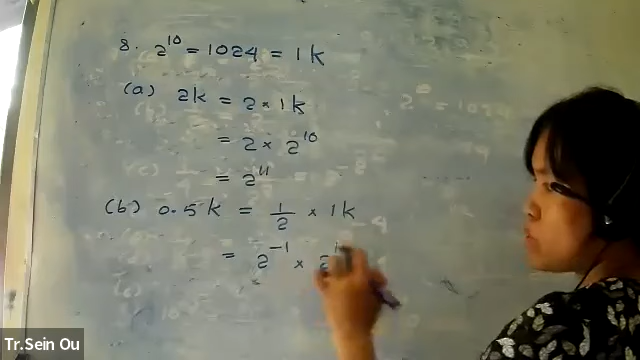 8. 2¹⁰ = 1024 = 1k
(a) 2k = 2 × 1k
= 2 × 2¹⁰
= 2¹¹
(b) 0.5k = 1/2 × 1k
= 2⁻¹ × 2
Tr.Sein Ou